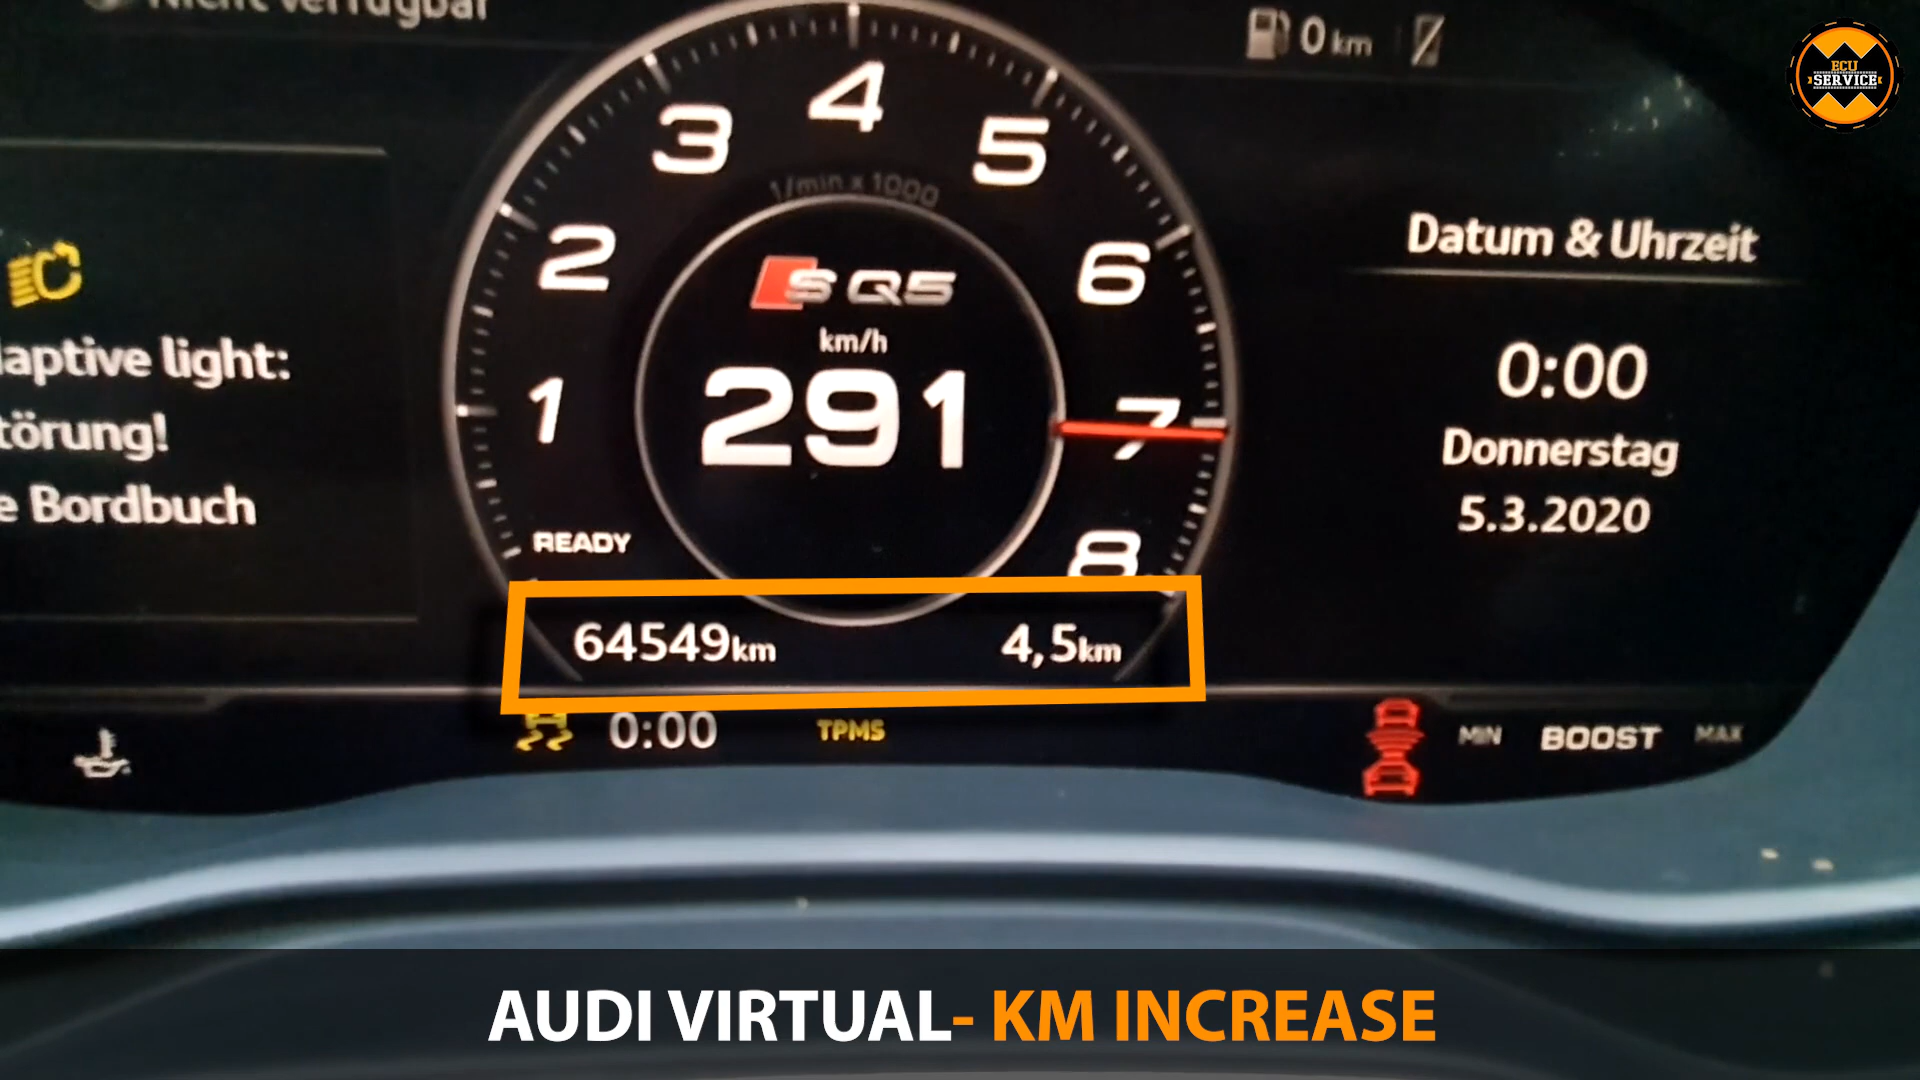 Nicht verfügbar
0 km
ECU
SERVICE
4
3
5
1/min x 1000
2
6
SQ5
km/h
291
1
7
READY
8
64549km
4,5km
aptive light:
törung!
e Bordbuch
Datum & Uhrzeit
0:00
Donnerstag
5.3.2020
0:00
TPMS
MIN BOOST MAX
AUDI VIRTUAL- KM INCREASE